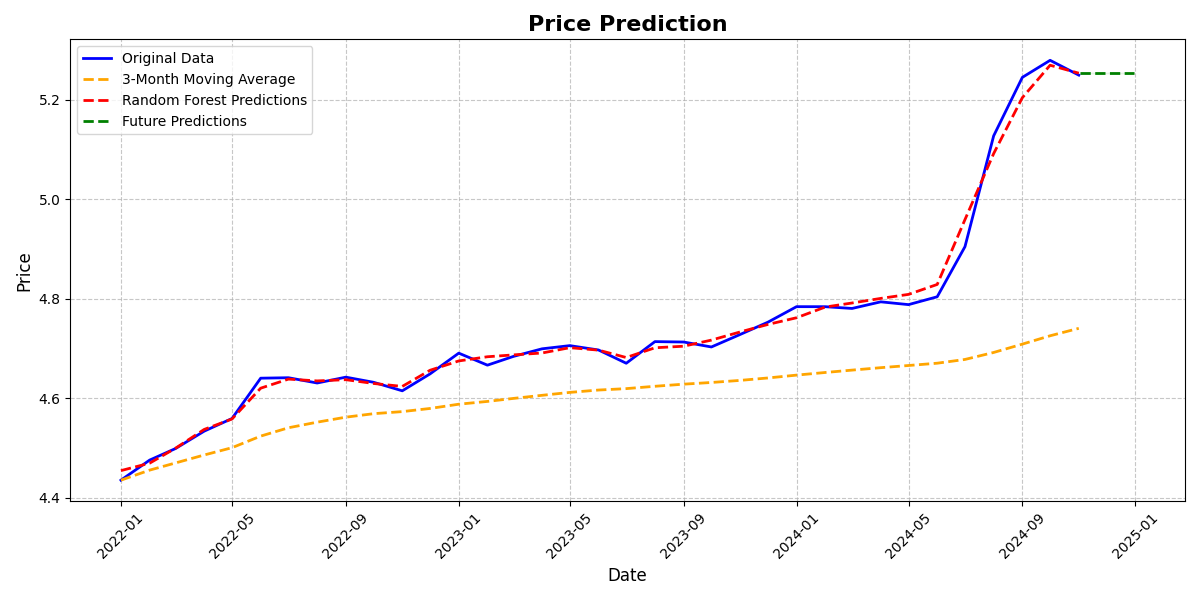 Price Prediction
Original Data
3-Month Moving Average
Random Forest Predictions
Future Predictions
Price
5.2
5.0
4.8
4.6
4.4
2022-01
2022-05
2022-09
2023-01
2023-05
2023-09
2024-01
2024-05
2024-09
2025-01
Date